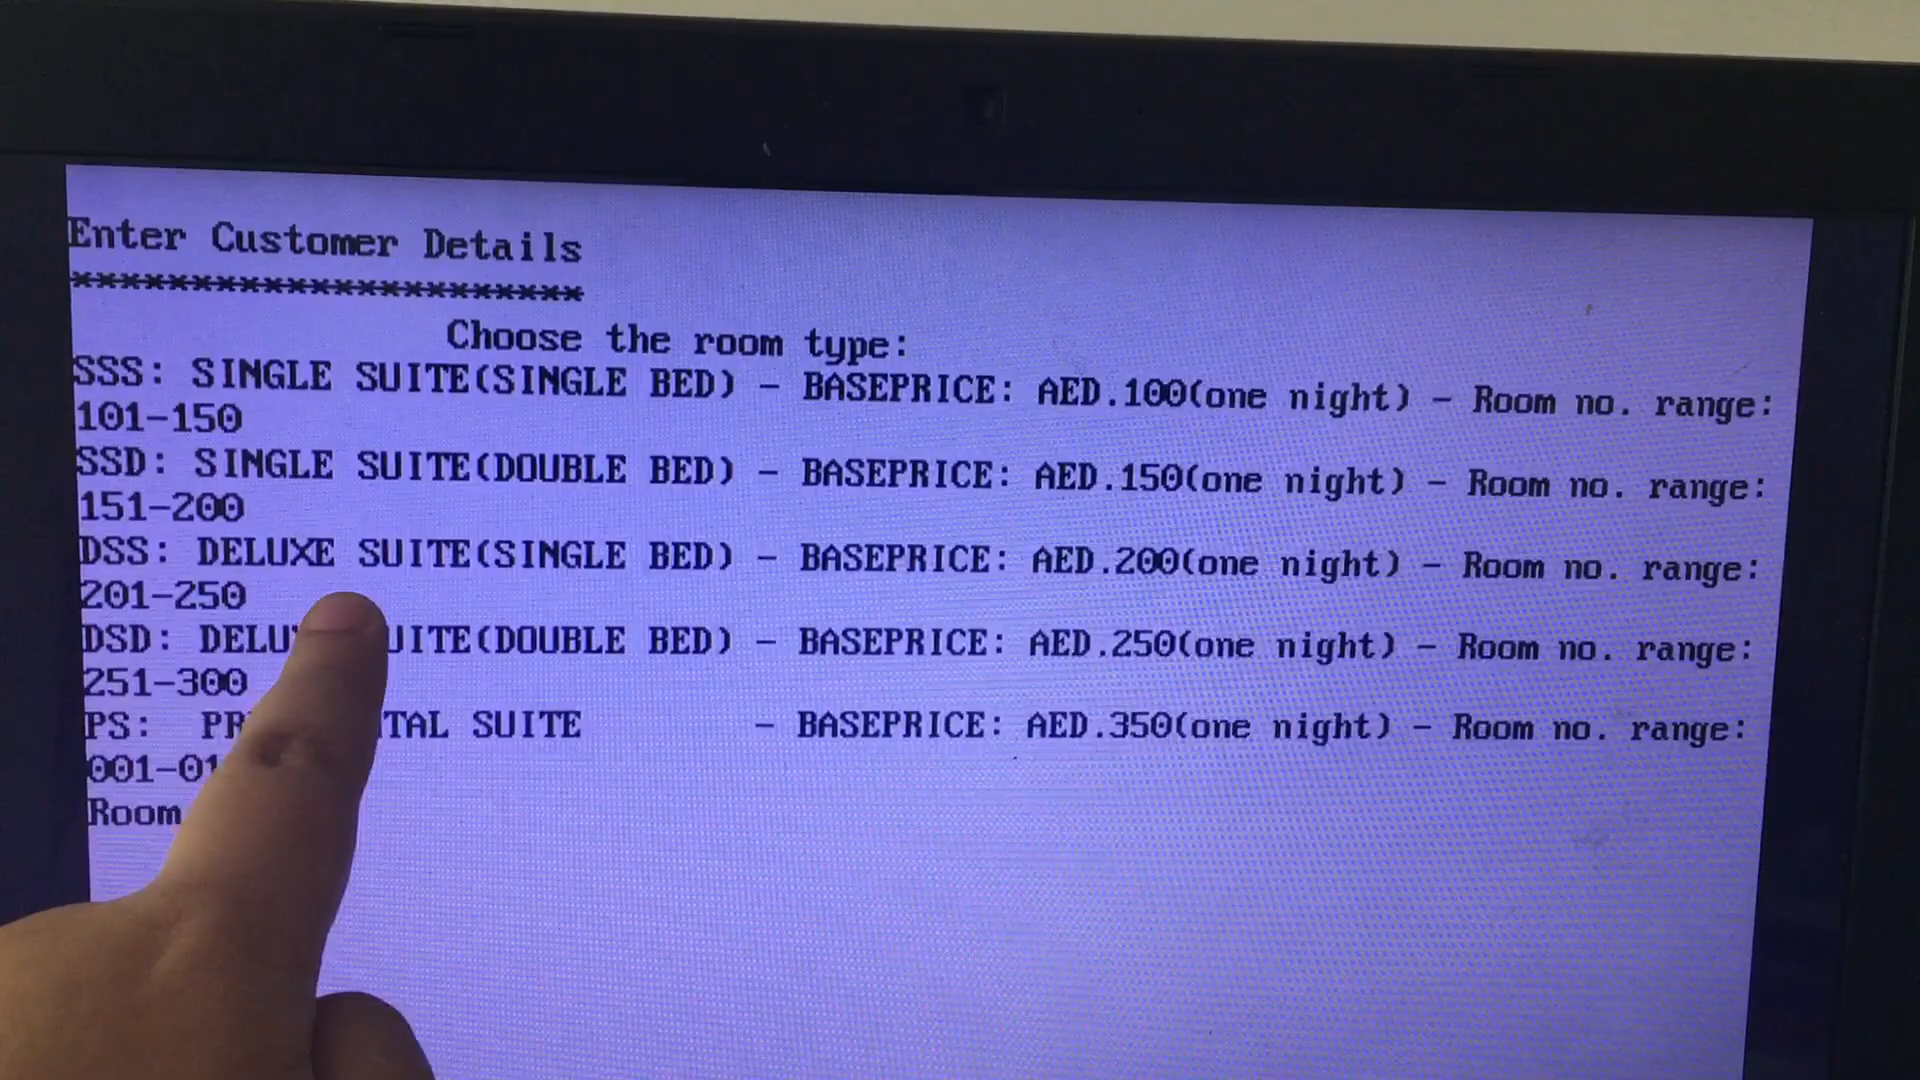 Enter Customer Details
**********************
Choose the room type:
SSS: SINGLE SUITE(SINGLE BED) - BASEPRICE: AED.100(one night) - Room no. range:
101-150
SSD: SINGLE SUITE(DOUBLE BED) - BASEPRICE: AED.150(one night) - Room no. range:
151-200
DSS: DELUXE SUITE(SINGLE BED) - BASEPRICE: AED.200(one night) - Room no. range:
201-250
DSD: SUITE(DOUBLE BED) - BASEPRICE: AED.250(one night) - Room no. range:
251-300
PS: SUITE - BASEPRICE: AED.350(one night) - Room no. range:
Room